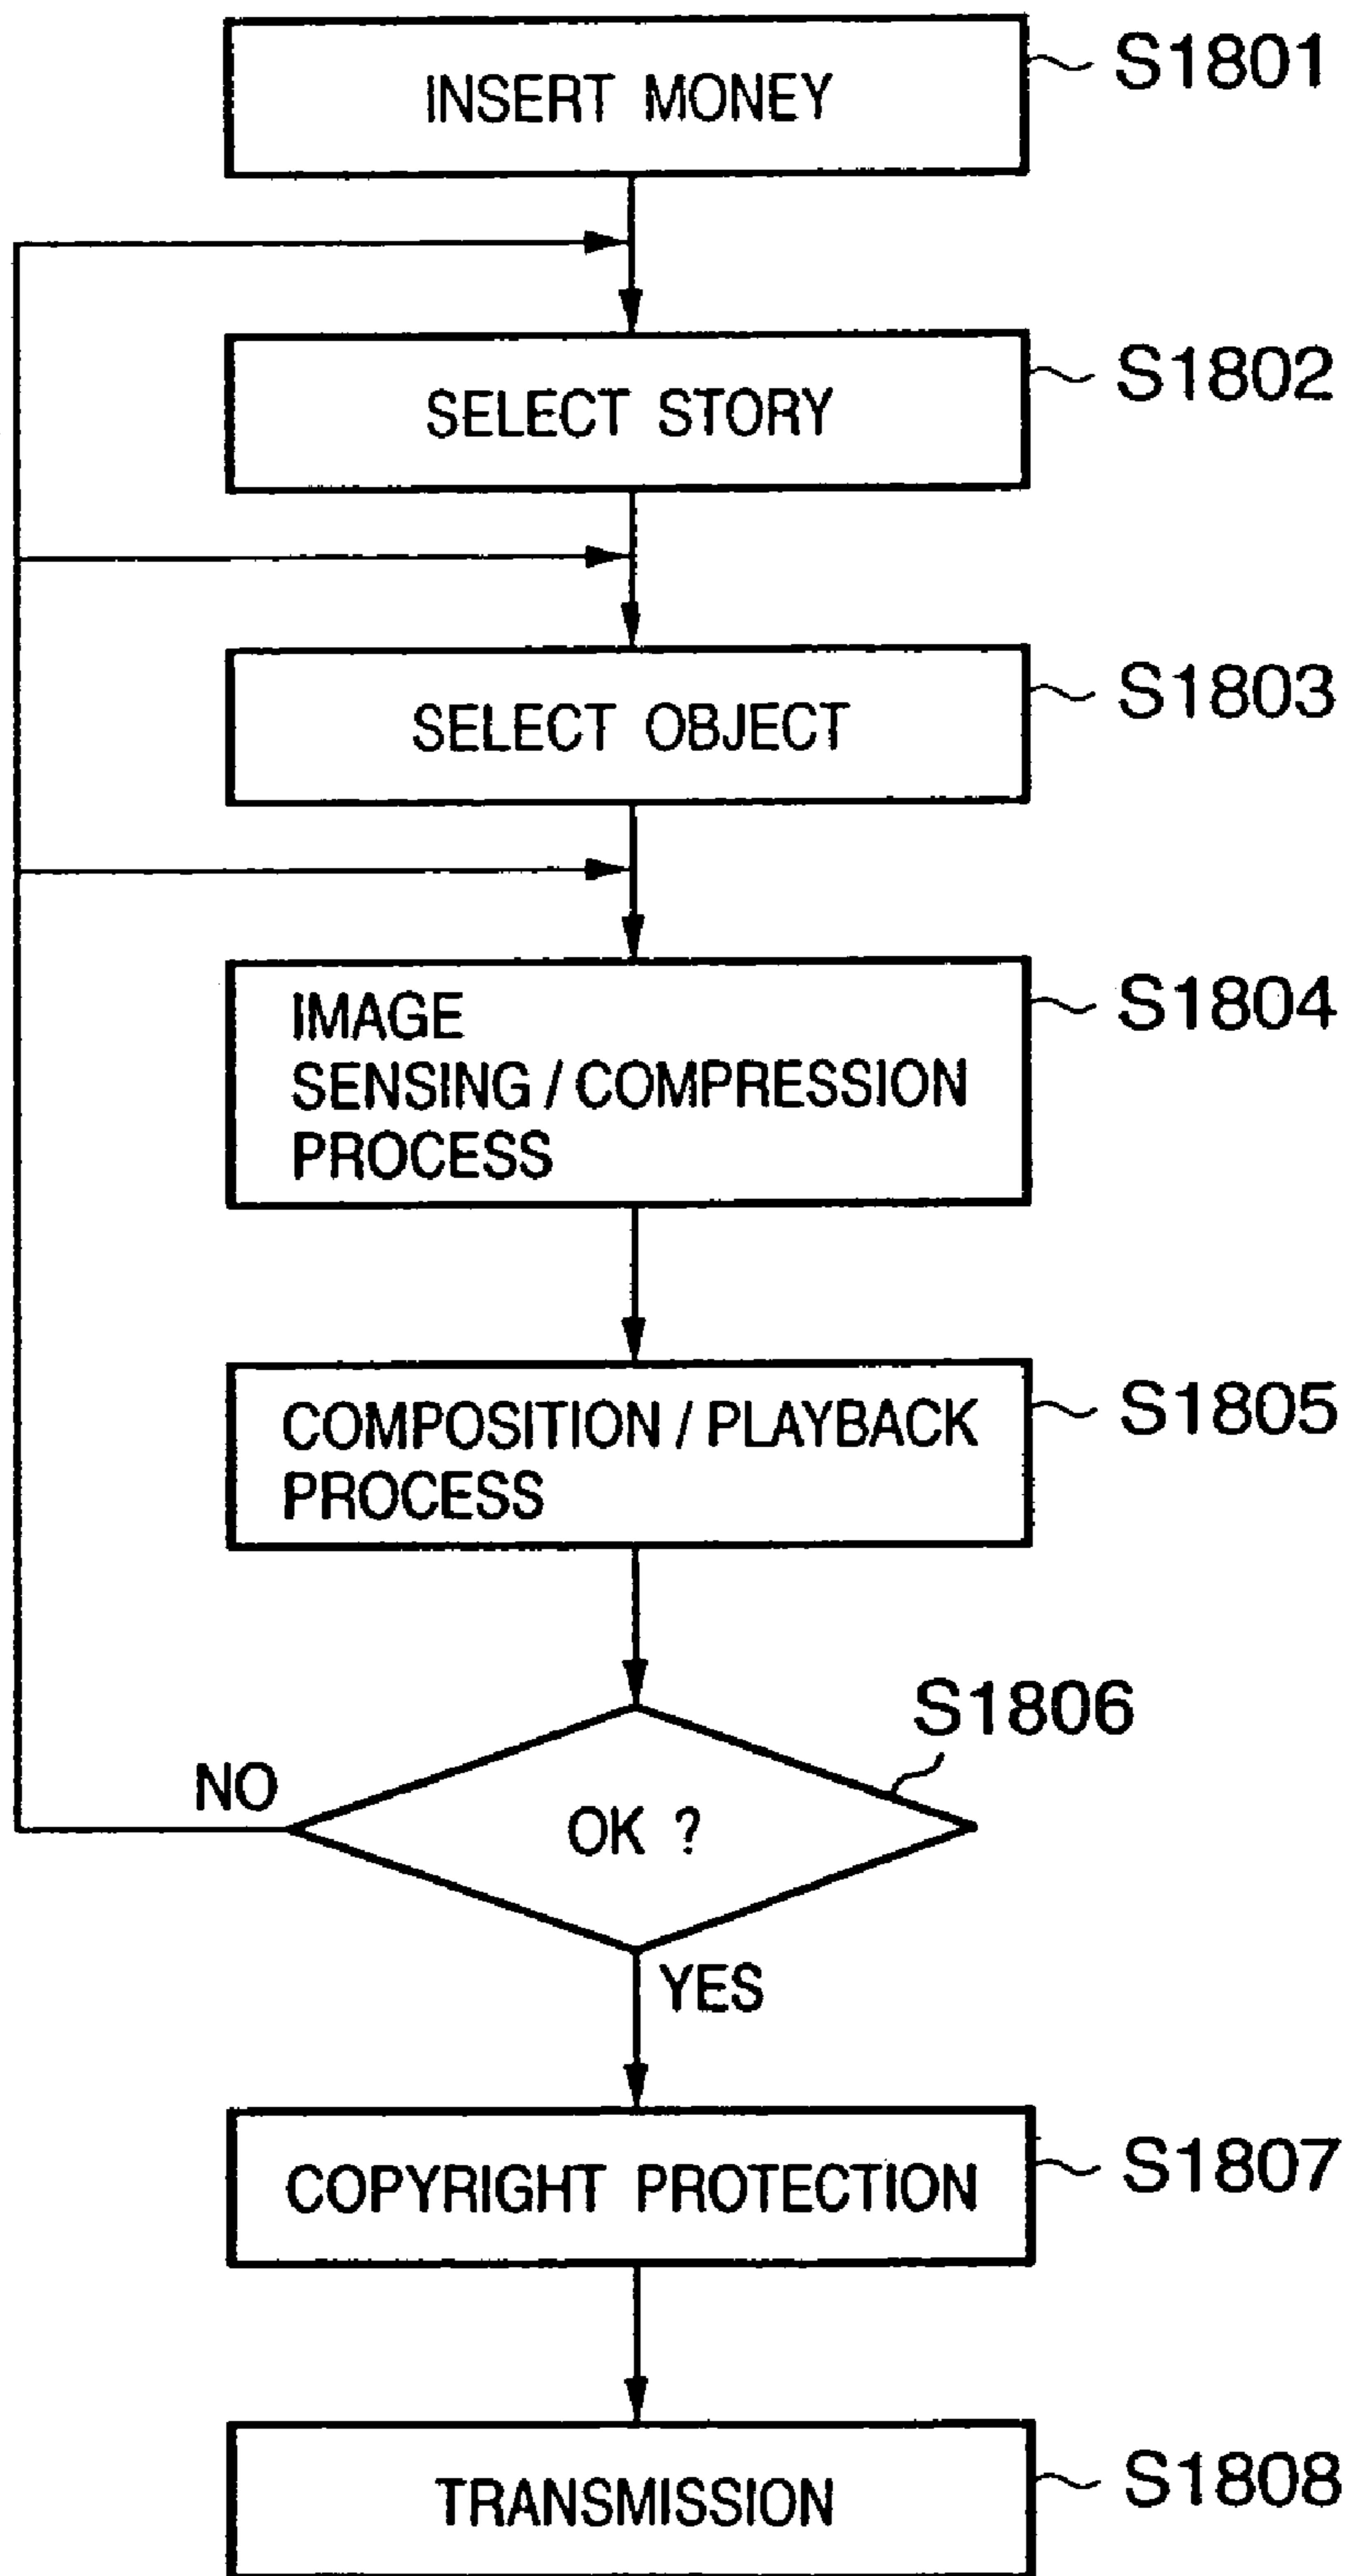 INSERT MONEY
S1801
SELECT STORY
S1802
SELECT OBJECT
S1803
IMAGE
SENSING / COMPRESSION
PROCESS
S1804
COMPOSITION / PLAYBACK
PROCESS
S1805
S1806
NO
OK ?
YES
COPYRIGHT PROTECTION
S1807
TRANSMISSION
S1808